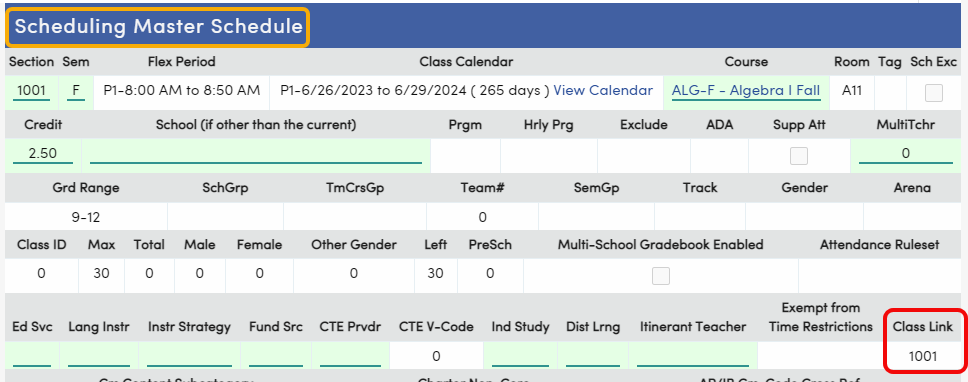 Scheduling Master Schedule
Section Sem Flex Period Class Calendar Course Room Tag Sch Exc
1001 F P1-8:00 AM to 8:50 AM P1-6/26/2023 to 6/29/2024 ( 265 days ) View Calendar ALG-F - Algebra I Fall A11
Credit School (if other than the current) Prgm Hrly Prg Exclude ADA Supp Att MultiTchr
2.50 0
Grd Range SchGrp TmCrsGp Team# SemGp Track Gender Arena
9-12 0
Class ID Max Total Male Female Other Gender Left PreSch Multi-School Gradebook Enabled Attendance Ruleset
0 30 0 0 0 0 30 0
Exempt from
Ed Svc Lang Instr Instr Strategy Fund Src CTE Prvdr CTE V-Code Ind Study Dist Lrng Itinerant Teacher Time Restrictions Class Link
0 1001